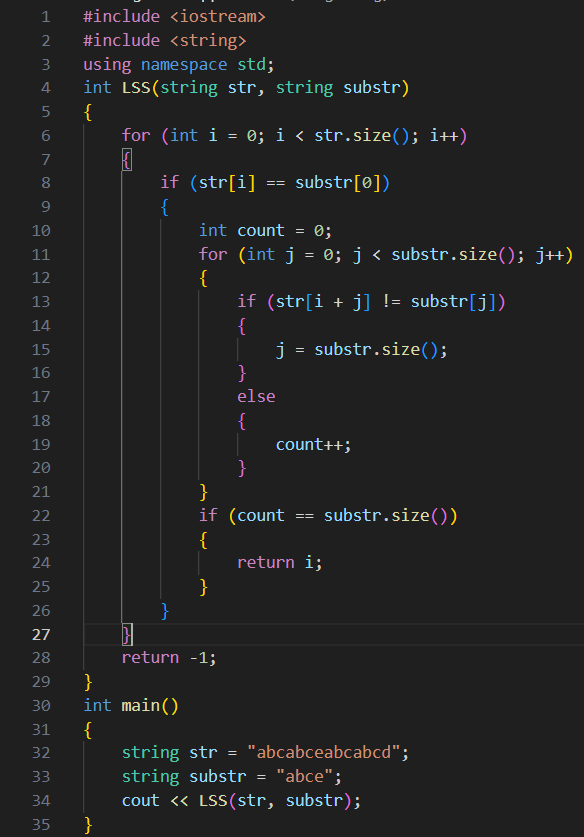 1 #include <iostream>
2 #include <string>
3 using namespace std;
4 int LSS(string str, string substr)
5 {
6     for (int i = 0; i < str.size(); i++)
7     {
8         if (str[i] == substr[0])
9         {
10             int count = 0;
11             for (int j = 0; j < substr.size(); j++)
12             {
13                 if (str[i + j] != substr[j])
14                 {
15                     j = substr.size();
16                 }
17                 else
18                 {
19                     count++;
20                 }
21             }
22             if (count == substr.size())
23             {
24                 return i;
25             }
26         }
27     }
28     return -1;
29 }
30 int main()
31 {
32     string str = "abcabceabcabcd";
33     string substr = "abce";
34     cout << LSS(str, substr);
35 }